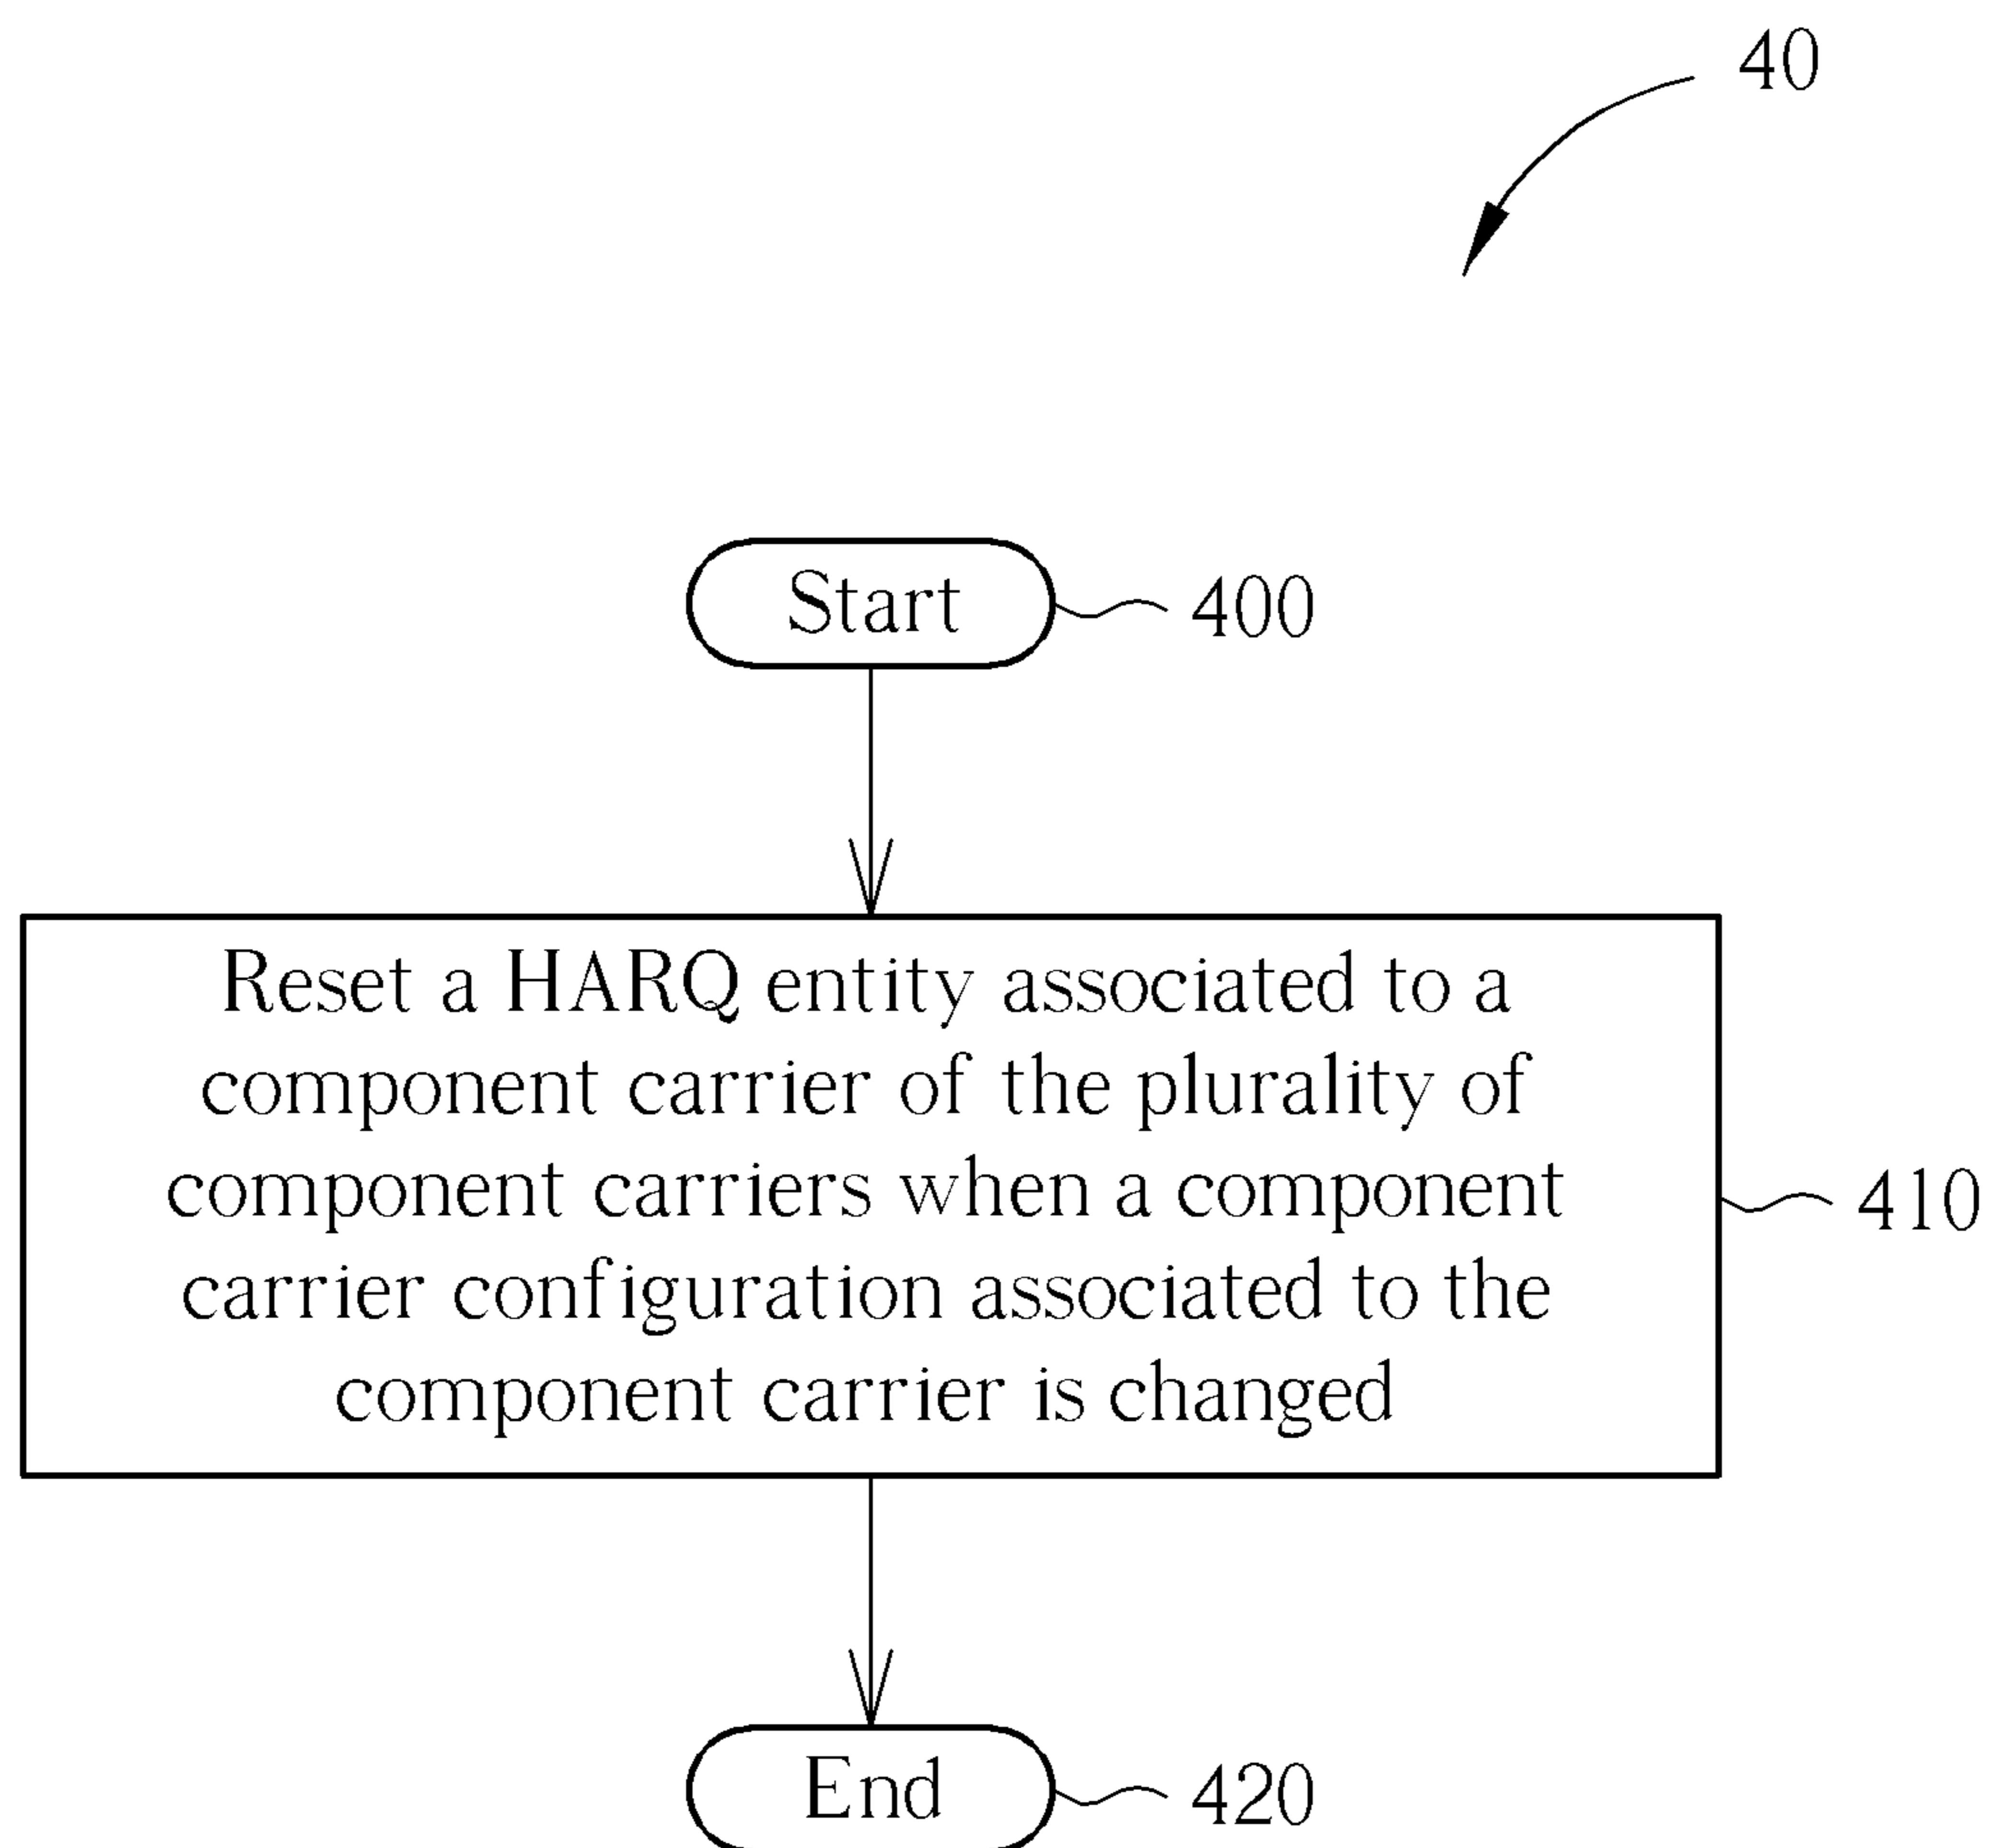 40
Start
400
Reset a HARQ entity associated to a
component carrier of the plurality of
component carriers when a component
carrier configuration associated to the
component carrier is changed
410
End
420